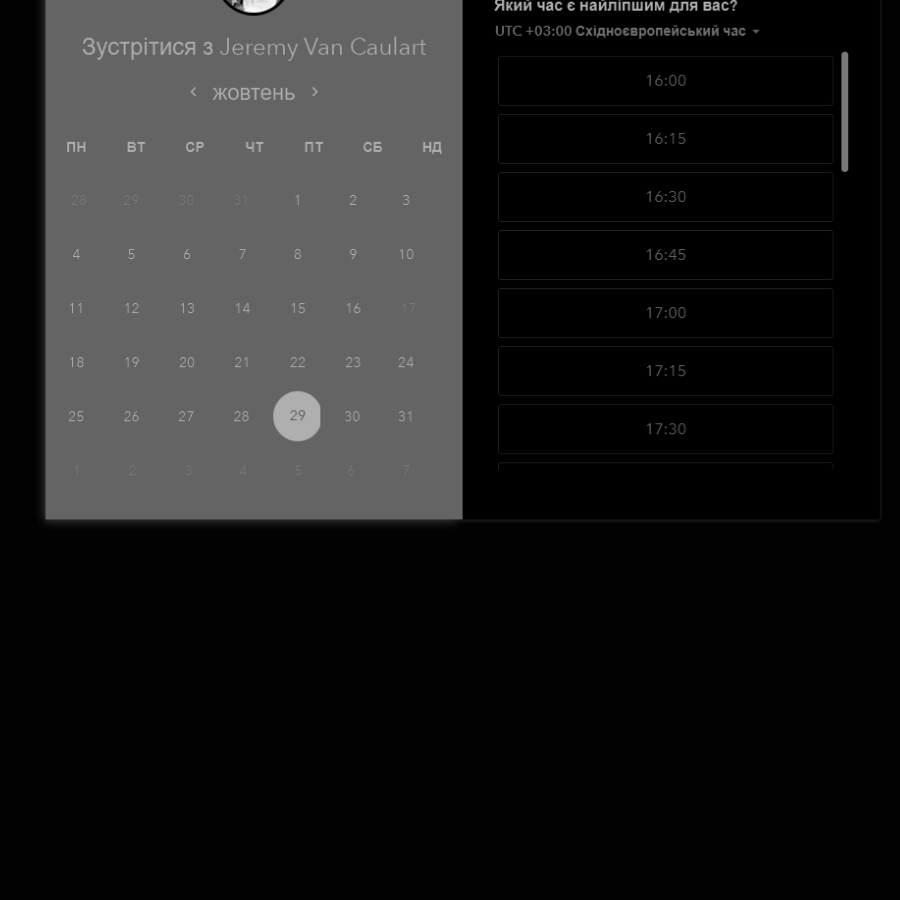 Зустрітися з Jeremy Van Caulart
‹ жовтень ›
ПН ВТ СР ЧТ ПТ СБ НД
28 29 30 31 1 2 3
4 5 6 7 8 9 10
11 12 13 14 15 16 17
18 19 20 21 22 23 24
25 26 27 28 29 30 31
1 2 3 4 5 6 7
Який час є найліпшим для вас?
UTC +03:00 Східноєвропейський час
16:00
16:15
16:30
16:45
17:00
17:15
17:30